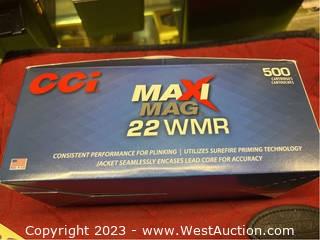 CCI
MAXI
MAG
22 WMR
500
CARTRIDGES
CARTOUCHES
CONSISTENT PERFORMANCE FOR PLINKING | UTILIZES SUREFIRE PRIMING TECHNOLOGY
JACKET SEAMLESSLY ENCASES LEAD CORE FOR ACCURACY
Copyright 2023 - WestAuction.com